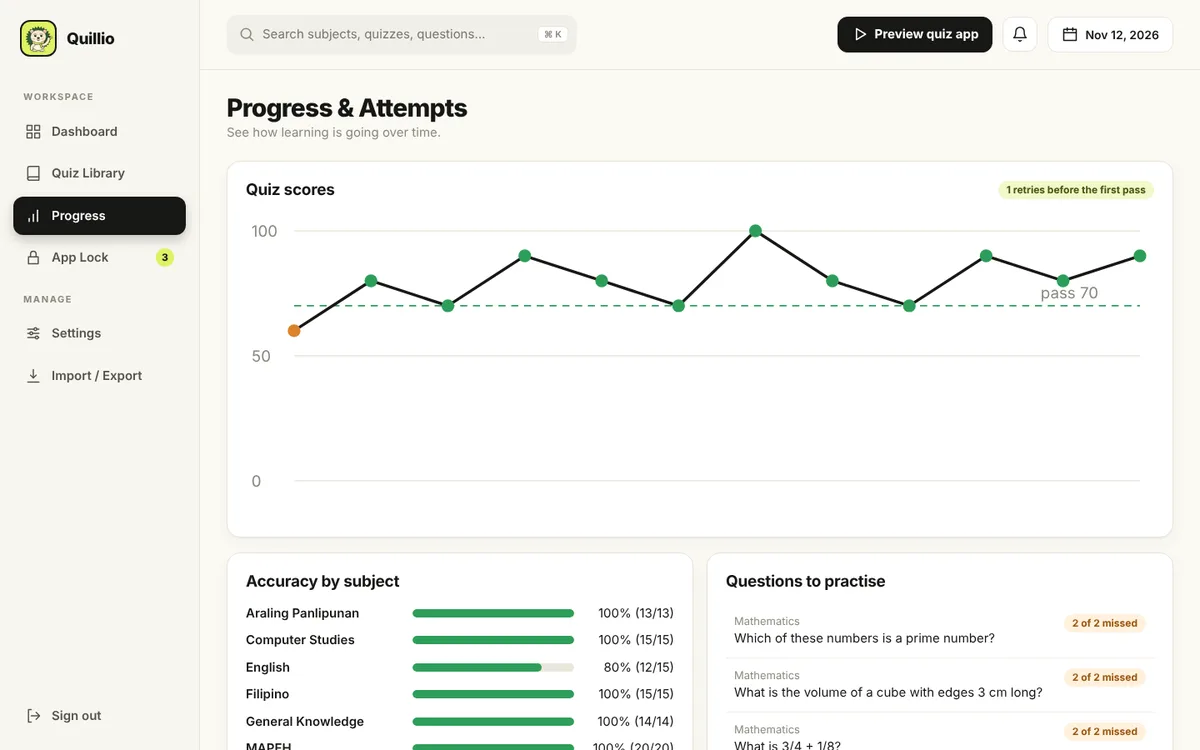 Quillio
Search subjects, quizzes, questions...
⌘ K
Preview quiz app
Nov 12, 2026
WORKSPACE
Dashboard
Quiz Library
Progress
App Lock
3
MANAGE
Settings
Import / Export
Sign out
Progress & Attempts
See how learning is going over time.
Quiz scores
1 retries before the first pass
100
pass 70
50
0
Accuracy by subject
Araling Panlipunan 100% (13/13)
Computer Studies 100% (15/15)
English 80% (12/15)
Filipino 100% (15/15)
General Knowledge 100% (14/14)
MAPEH 100% (20/20)
Questions to practise
Mathematics
Which of these numbers is a prime number?
2 of 2 missed
Mathematics
What is the volume of a cube with edges 3 cm long?
2 of 2 missed
Mathematics
What is 3/4 + 1/8?
2 of 2 missed